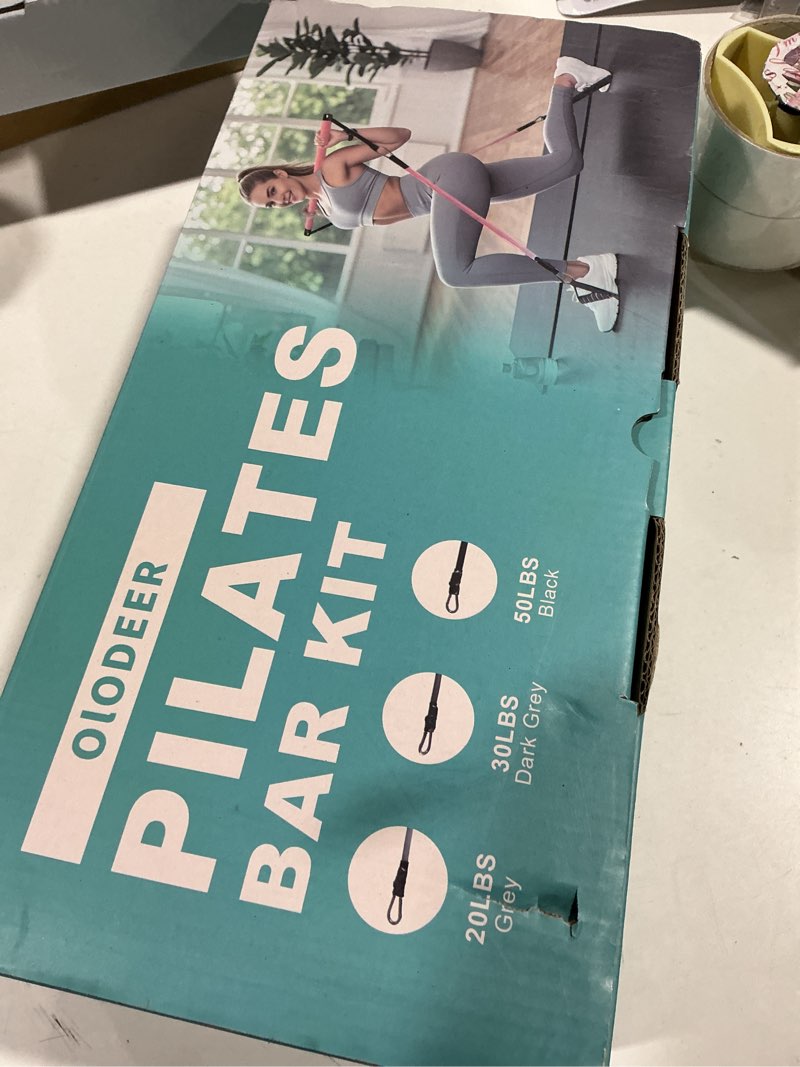 OlODEER
PILATES
BAR KIT
20LBS
Grey
30LBS
Dark Grey
50LBS
Black